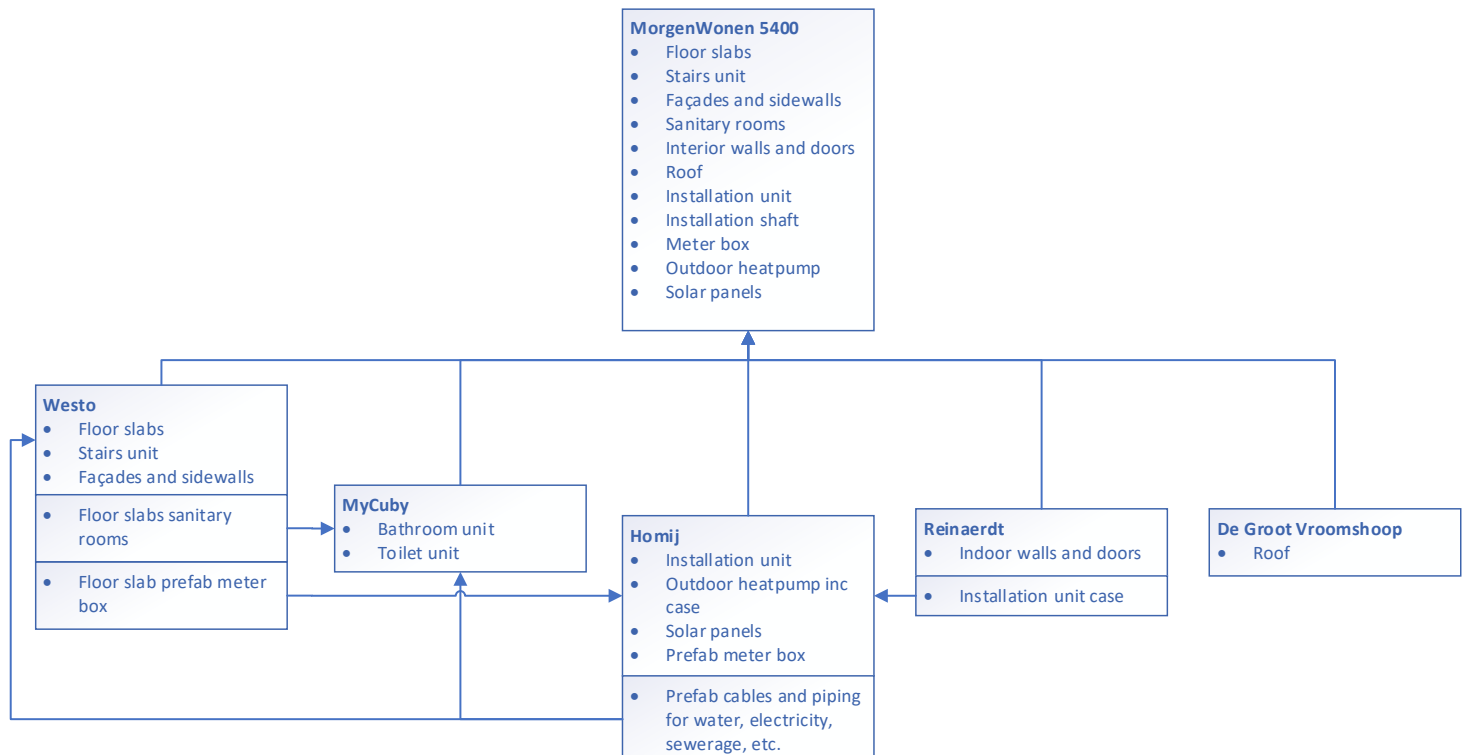 MorgenWonen 5400
• Floor slabs
• Stairs unit
• Façades and sidewalls
• Sanitary rooms
• Interior walls and doors
• Roof
• Installation unit
• Installation shaft
• Meter box
• Outdoor heatpump
• Solar panels
Westo
• Floor slabs
• Stairs unit
• Façades and sidewalls
• Floor slabs sanitary
rooms
• Floor slab prefab meter
box
MyCuby
• Bathroom unit
• Toilet unit
Homij
• Installation unit
• Outdoor heatpump inc
case
• Solar panels
• Prefab meter box
• Prefab cables and piping
for water, electricity,
sewerage, etc.
Reinaerdt
• Indoor walls and doors
• Installation unit case
De Groot Vroomshoop
• Roof